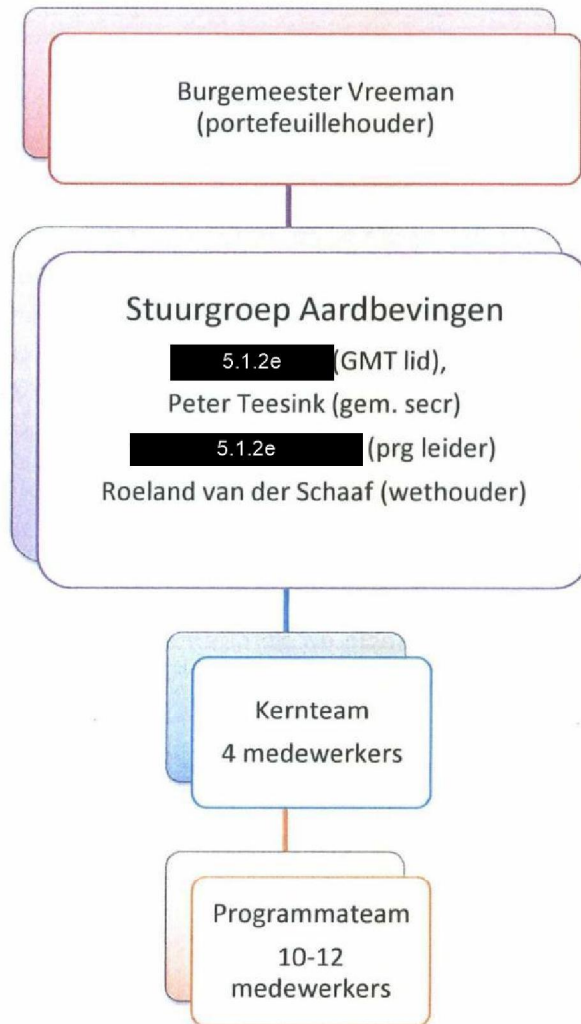 Burgemeester Vreeman
(portefeuillehouder)
Stuurgroep Aardbevingen
5.1.2e (GMT lid),
Peter Teesink (gem. secr)
5.1.2e (prg leider)
Roeland van der Schaaf (wethouder)
Kernteam
4 medewerkers
Programmateam
10-12
medewerkers